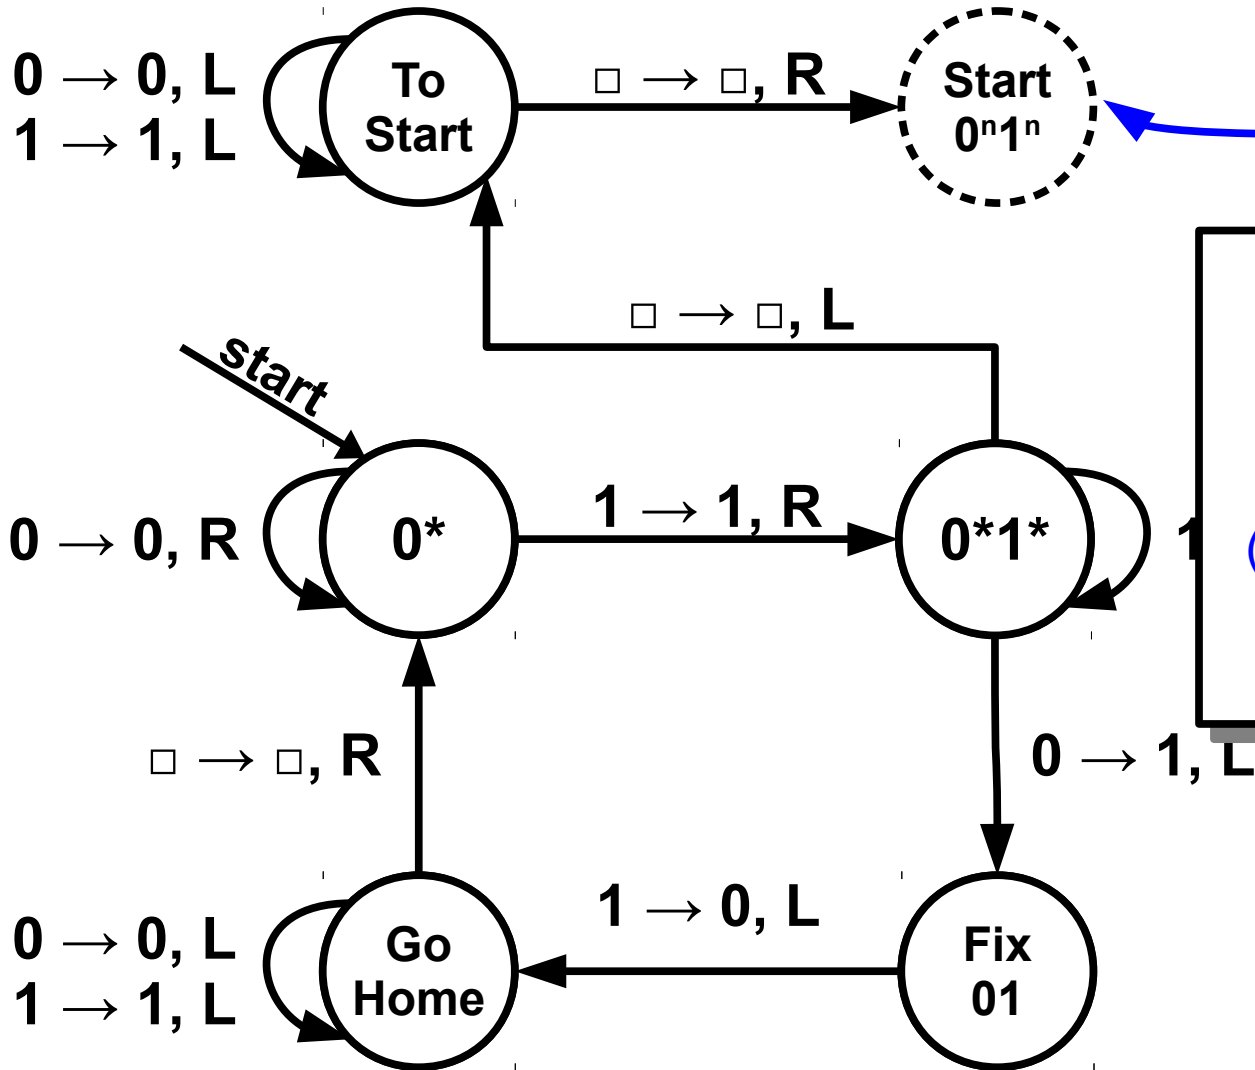 0 → 0, L
1 → 1, L
To
Start
□ → □, R
Start
0ⁿ1ⁿ
□ → □, L
start
0 → 0, R
0*
1 → 1, R
0*1*
1
□ → □, R
0 → 1, L
0 → 0, L
1 → 1, L
Go
Home
1 → 0, L
Fix
01